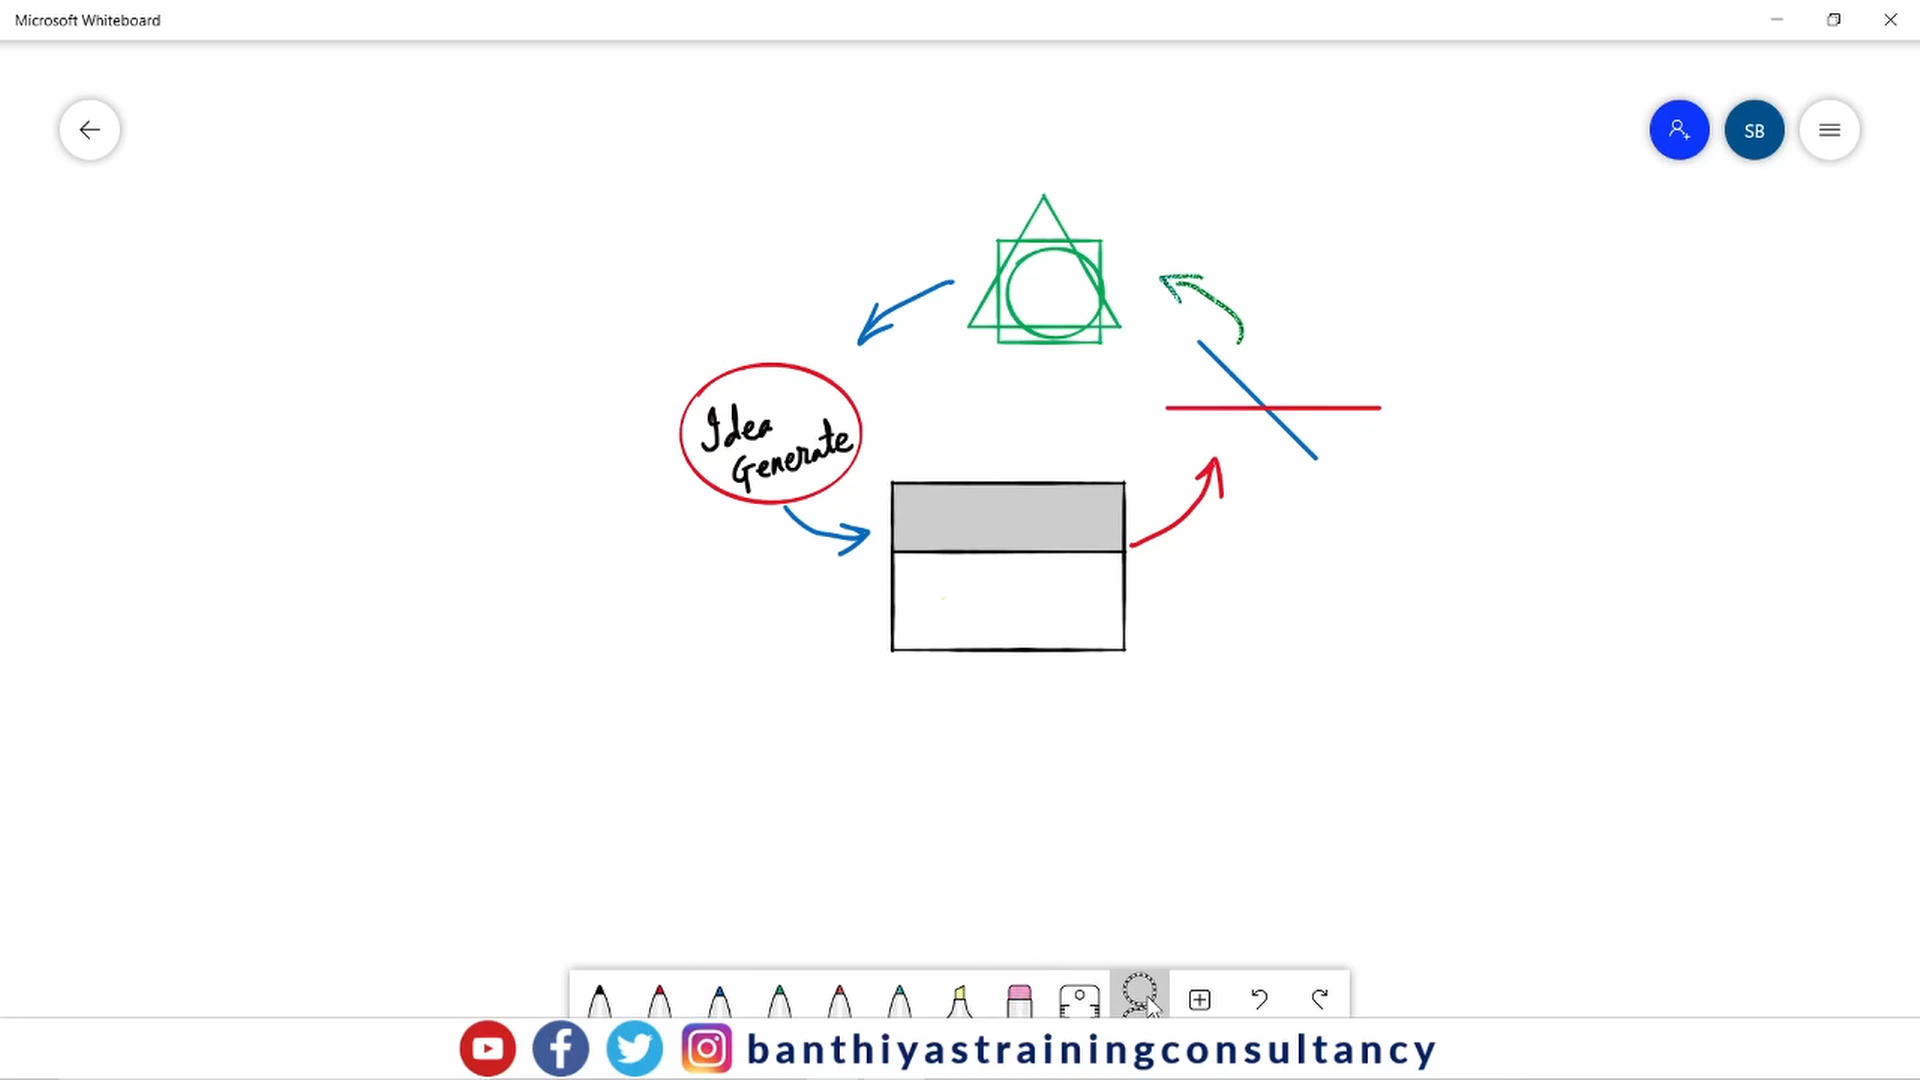 Microsoft Whiteboard
SB
Idea
Generate
banthiyastrainingconsultancy